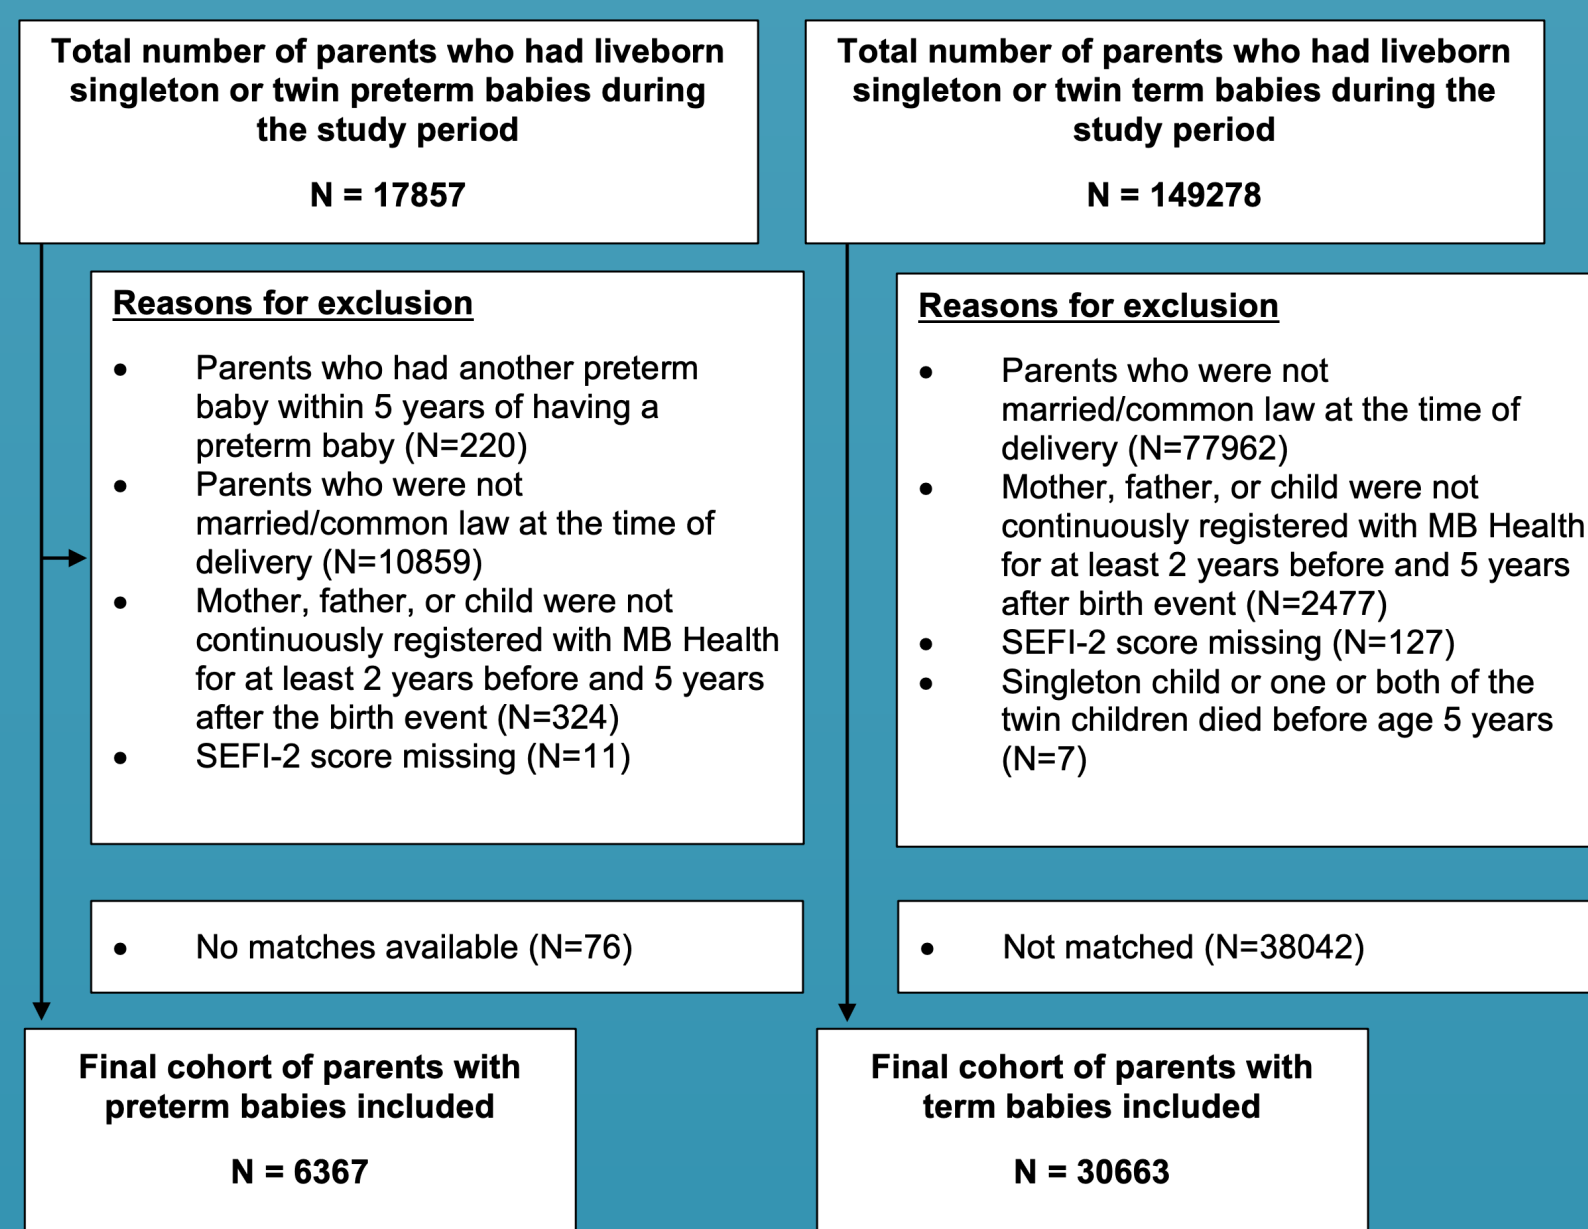 Total number of parents who had liveborn
singleton or twin preterm babies during
the study period
N = 17857
Reasons for exclusion
• Parents who had another preterm
baby within 5 years of having a
preterm baby (N=220)
• Parents who were not
married/common law at the time of
delivery (N=10859)
• Mother, father, or child were not
continuously registered with MB Health
for at least 2 years before and 5 years
after the birth event (N=324)
• SEFI-2 score missing (N=11)
• No matches available (N=76)
Final cohort of parents with
preterm babies included
N = 6367
Total number of parents who had liveborn
singleton or twin term babies during the
study period
N = 149278
Reasons for exclusion
• Parents who were not
married/common law at the time of
delivery (N=77962)
• Mother, father, or child were not
continuously registered with MB Health
for at least 2 years before and 5 years
after birth event (N=2477)
• SEFI-2 score missing (N=127)
• Singleton child or one or both of the
twin children died before age 5 years
(N=7)
• Not matched (N=38042)
Final cohort of parents with
term babies included
N = 30663